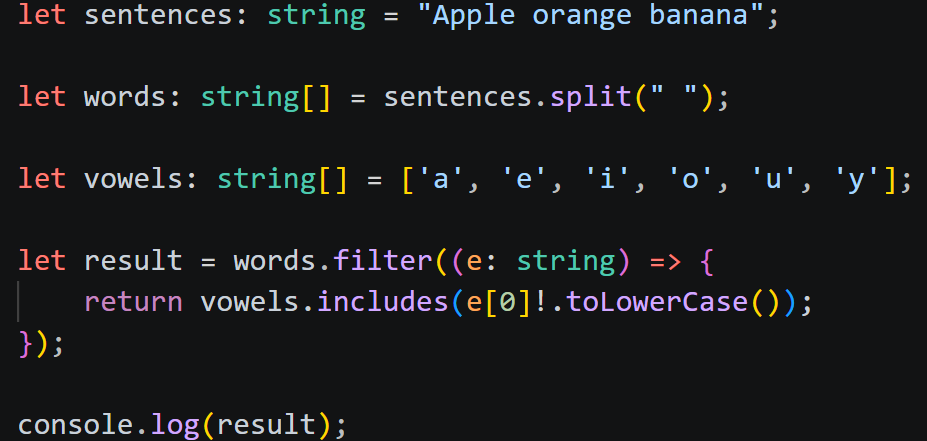 let sentences: string = "Apple orange banana";
let words: string[] = sentences.split(" ");
let vowels: string[] = ['a', 'e', 'i', 'o', 'u', 'y'];
let result = words.filter((e: string) => {
    return vowels.includes(e[0]!.toLowerCase());
});
console.log(result);